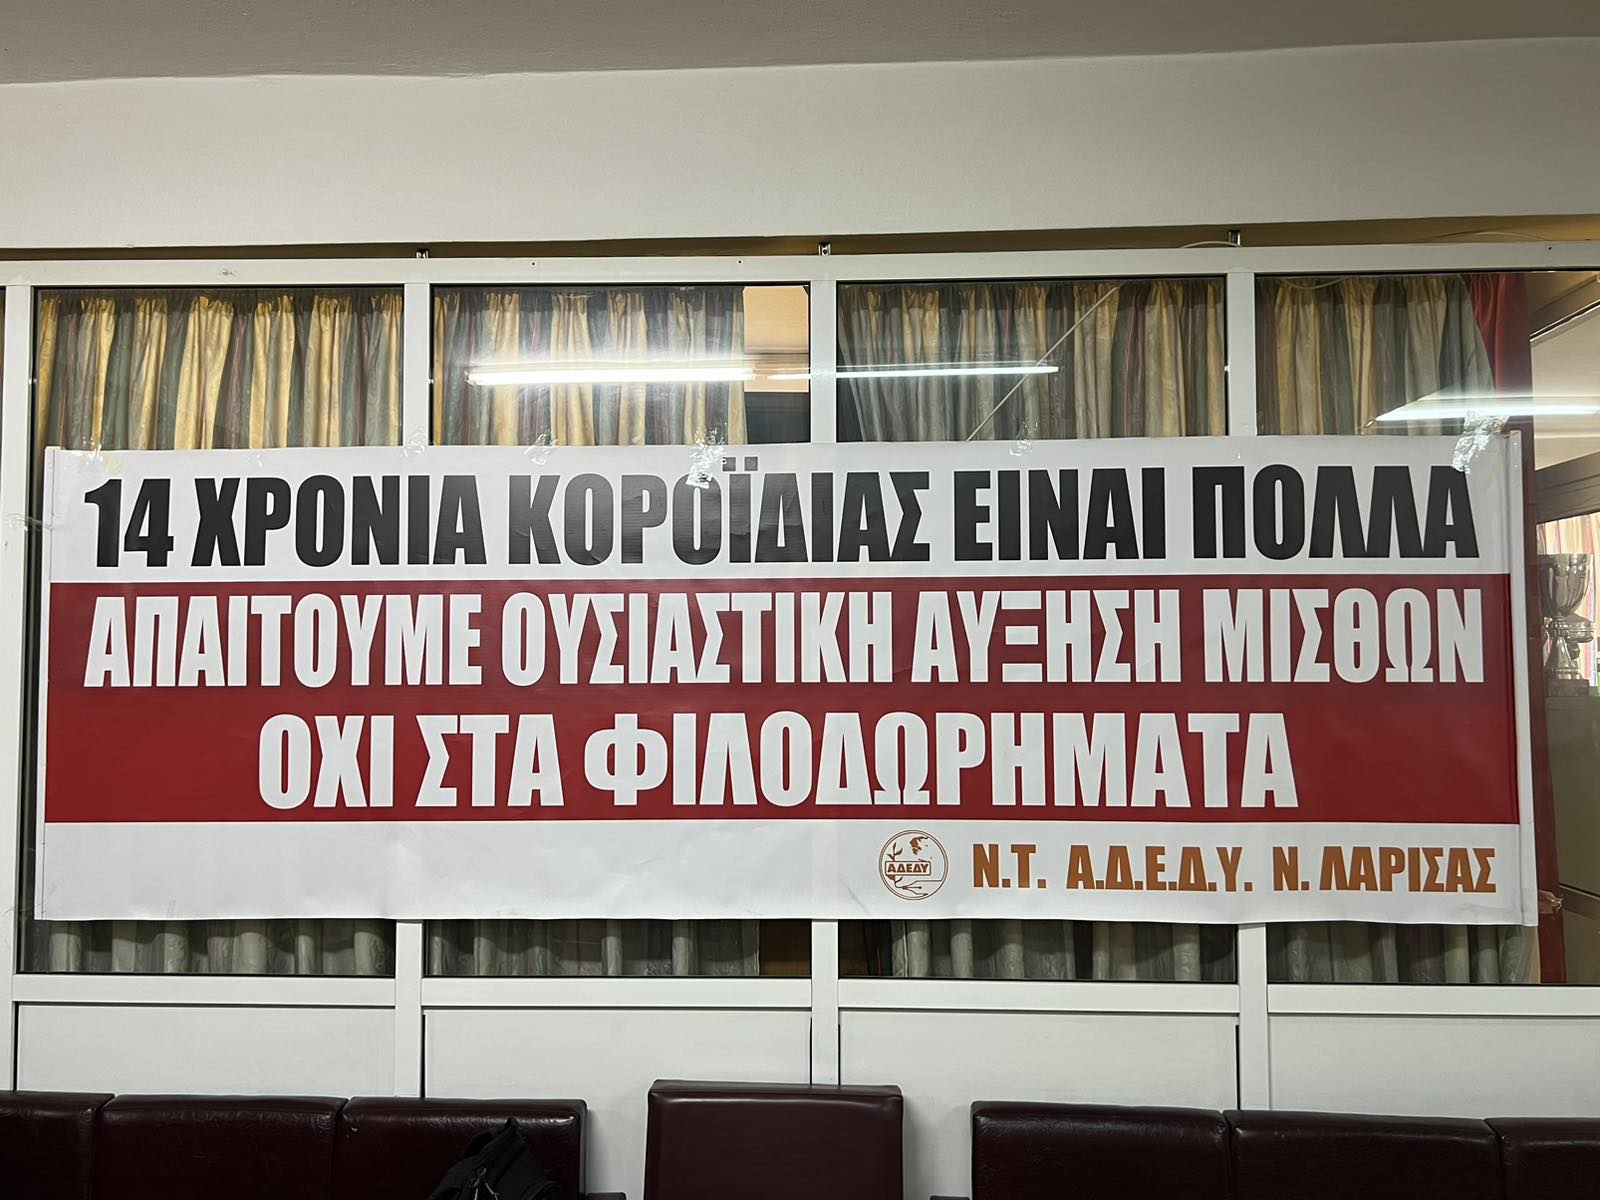 14 ΧΡΟΝΙΑ ΚΟΡΟΪΔΙΑΣ ΕΙΝΑΙ ΠΟΛΛΑ
ΑΠΑΙΤΟΥΜΕ ΟΥΣΙΑΣΤΙΚΗ ΑΥΞΗΣΗ ΜΙΣΘΩΝ
ΟΧΙ ΣΤΑ ΦΙΛΟΔΩΡΗΜΑΤΑ
ΑΔΕΔΥ Ν.Τ. Α.Δ.Ε.Δ.Υ. Ν. ΛΑΡΙΣΑΣ